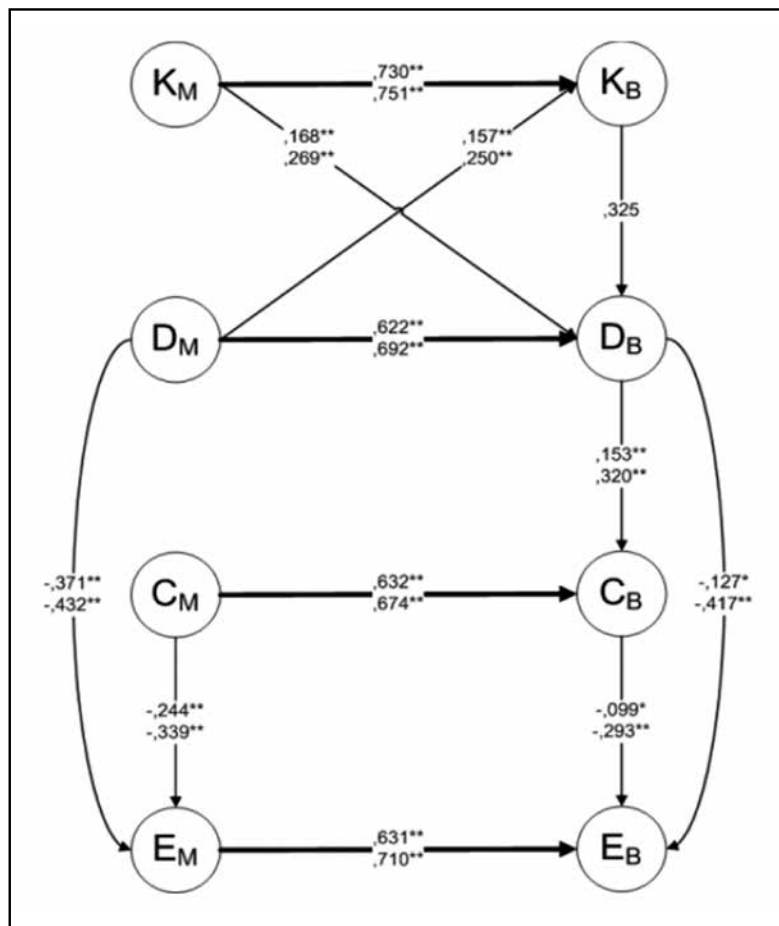 KM
,730**
,751**
KB
,168**
,269**
,157**
,250**
,325
DM
,622**
,692**
DB
,153**
,320**
-,371**
-,432**
CM
,632**
,674**
CB
-,127*
-,417**
-,244**
-,339**
-,099*
-,293**
EM
,631**
,710**
EB